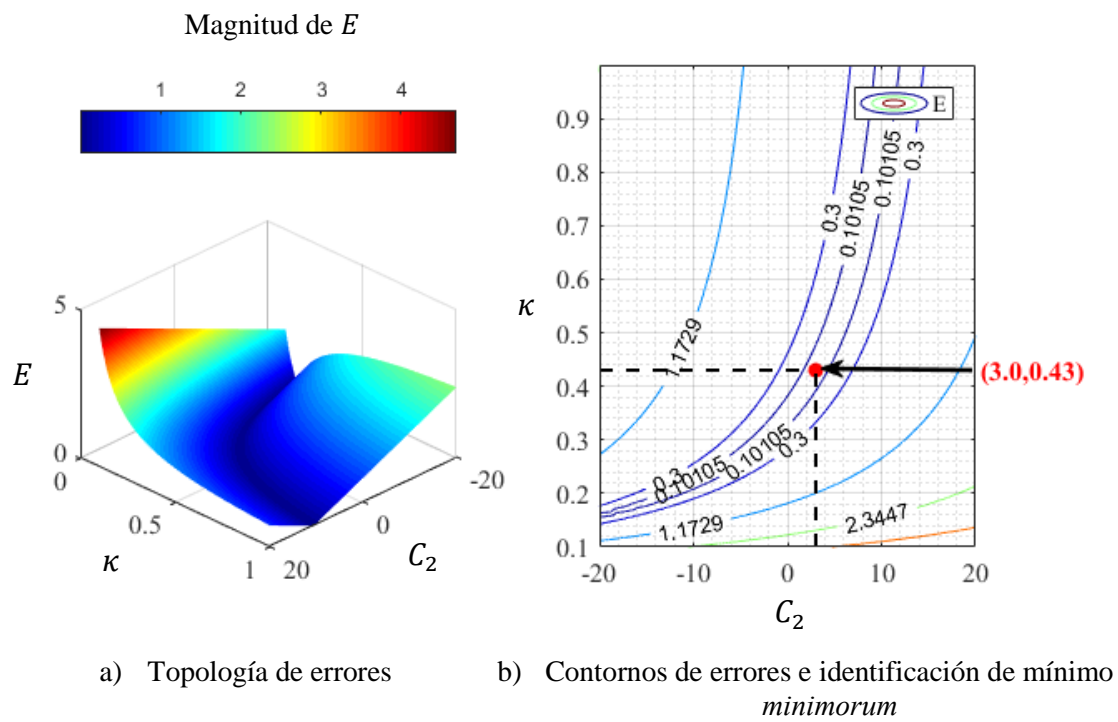 Magnitud de E
1 2 3 4
5
E
0
0
0.5
1
κ
20
0
-20
C₂
a) Topología de errores
0.9
0.8
0.7
0.6
0.5
0.4
0.3
0.2
0.1
κ
-20 -10 0 10 20
C₂
E
0.3
0.10105
0.10105
0.3
1.1729
(3.0,0.43)
0.3
0.10105
0.10105
0.3
1.1729
2.3447
b) Contornos de errores e identificación de mínimo
minimorum